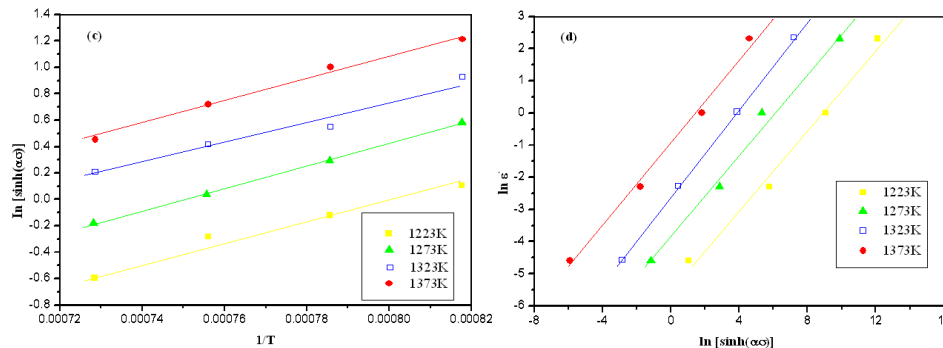 (c)
ln [sinh(ασ)]
1.4
1.2
1.0
0.8
0.6
0.4
0.2
0.0
-0.2
-0.4
-0.6
-0.8
0.00072 0.00074 0.00076 0.00078 0.00080 0.00082
1/T
1223K
1273K
1323K
1373K
(d)
ln ε
2
1
0
-1
-2
-3
-4
-5
-6
-8 -4 0 4 8 12 1
ln [sinh(ασ)]
1223K
1273K
1323K
1373K